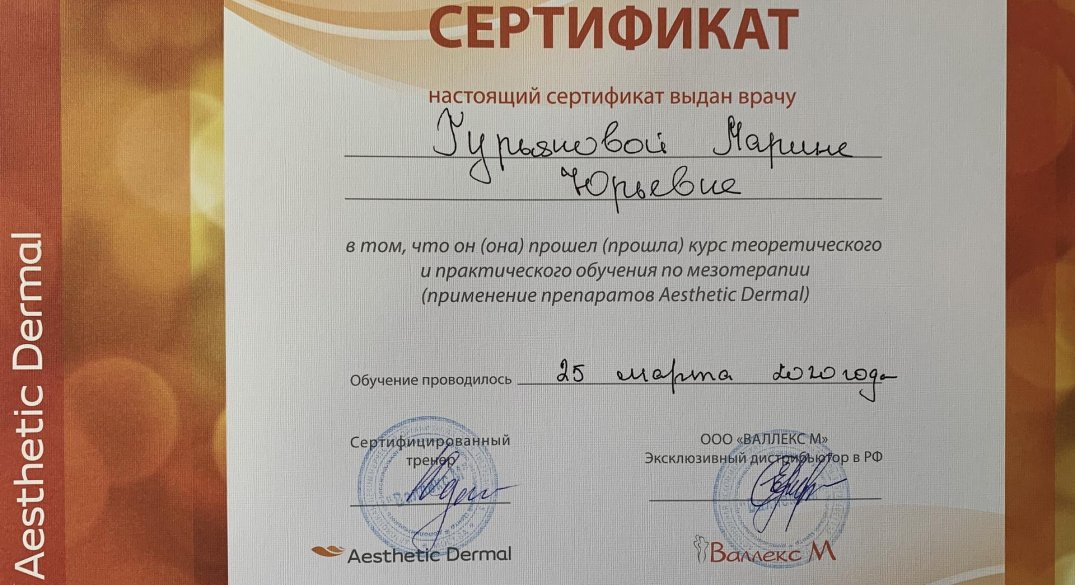 Aesthetic Dermal
СЕРТИФИКАТ
настоящий сертификат выдан врачу
Гурьяновой Марине
Юрьевне
в том, что он (она) прошел (прошла) курс теоретического
и практического обучения по мезотерапии
(применение препаратов Aesthetic Dermal)
Обучение проводилось 25 марта 2020 года
Сертифицированный
тренер
ООО «ВАЛЛЕКС М»
Эксклюзивный дистрибьютор в РФ
Aesthetic Dermal
Валлекс М